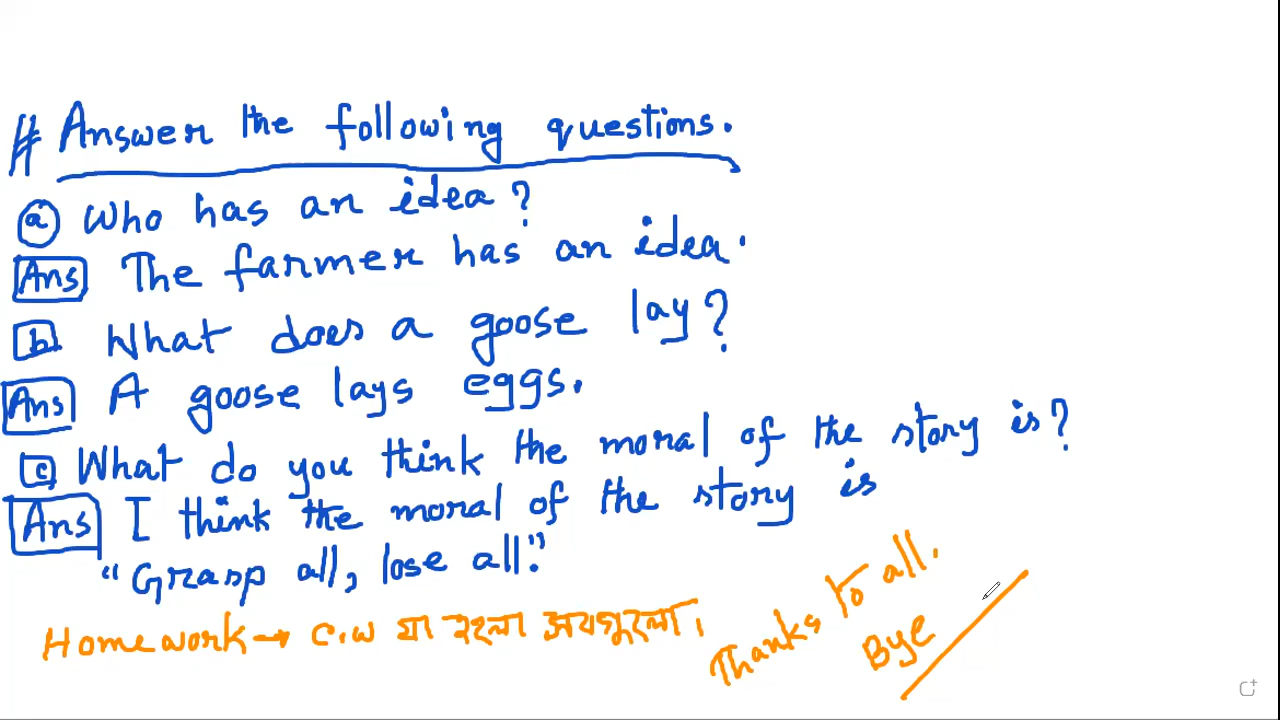 # Answer the following questions.
a Who has an idea?
Ans The farmer has an idea.
b What does a goose lay?
Ans A goose lays eggs.
c What do you think the moral of the story is?
Ans I think the moral of the story is
"Grasp all, lose all."
Homework → C.W যা হলো সবগুলো।
Thanks to all.
Bye